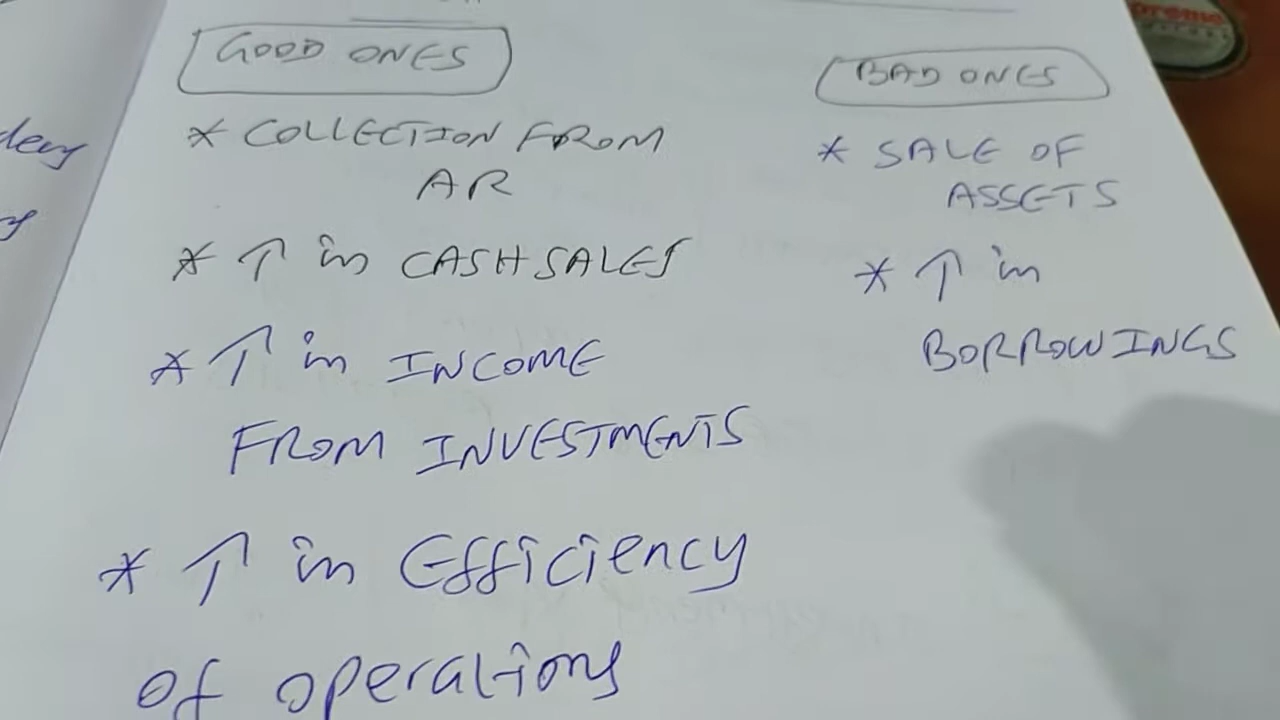 GOOD ONES
* COLLECTION FROM
AR
* ↑ in CASH SALES
* ↑ in INCOME
FROM INVESTMENTS
* ↑ in Efficiency
of operations
BAD ONES
* SALE OF
ASSETS
* ↑ in
BORROWINGS